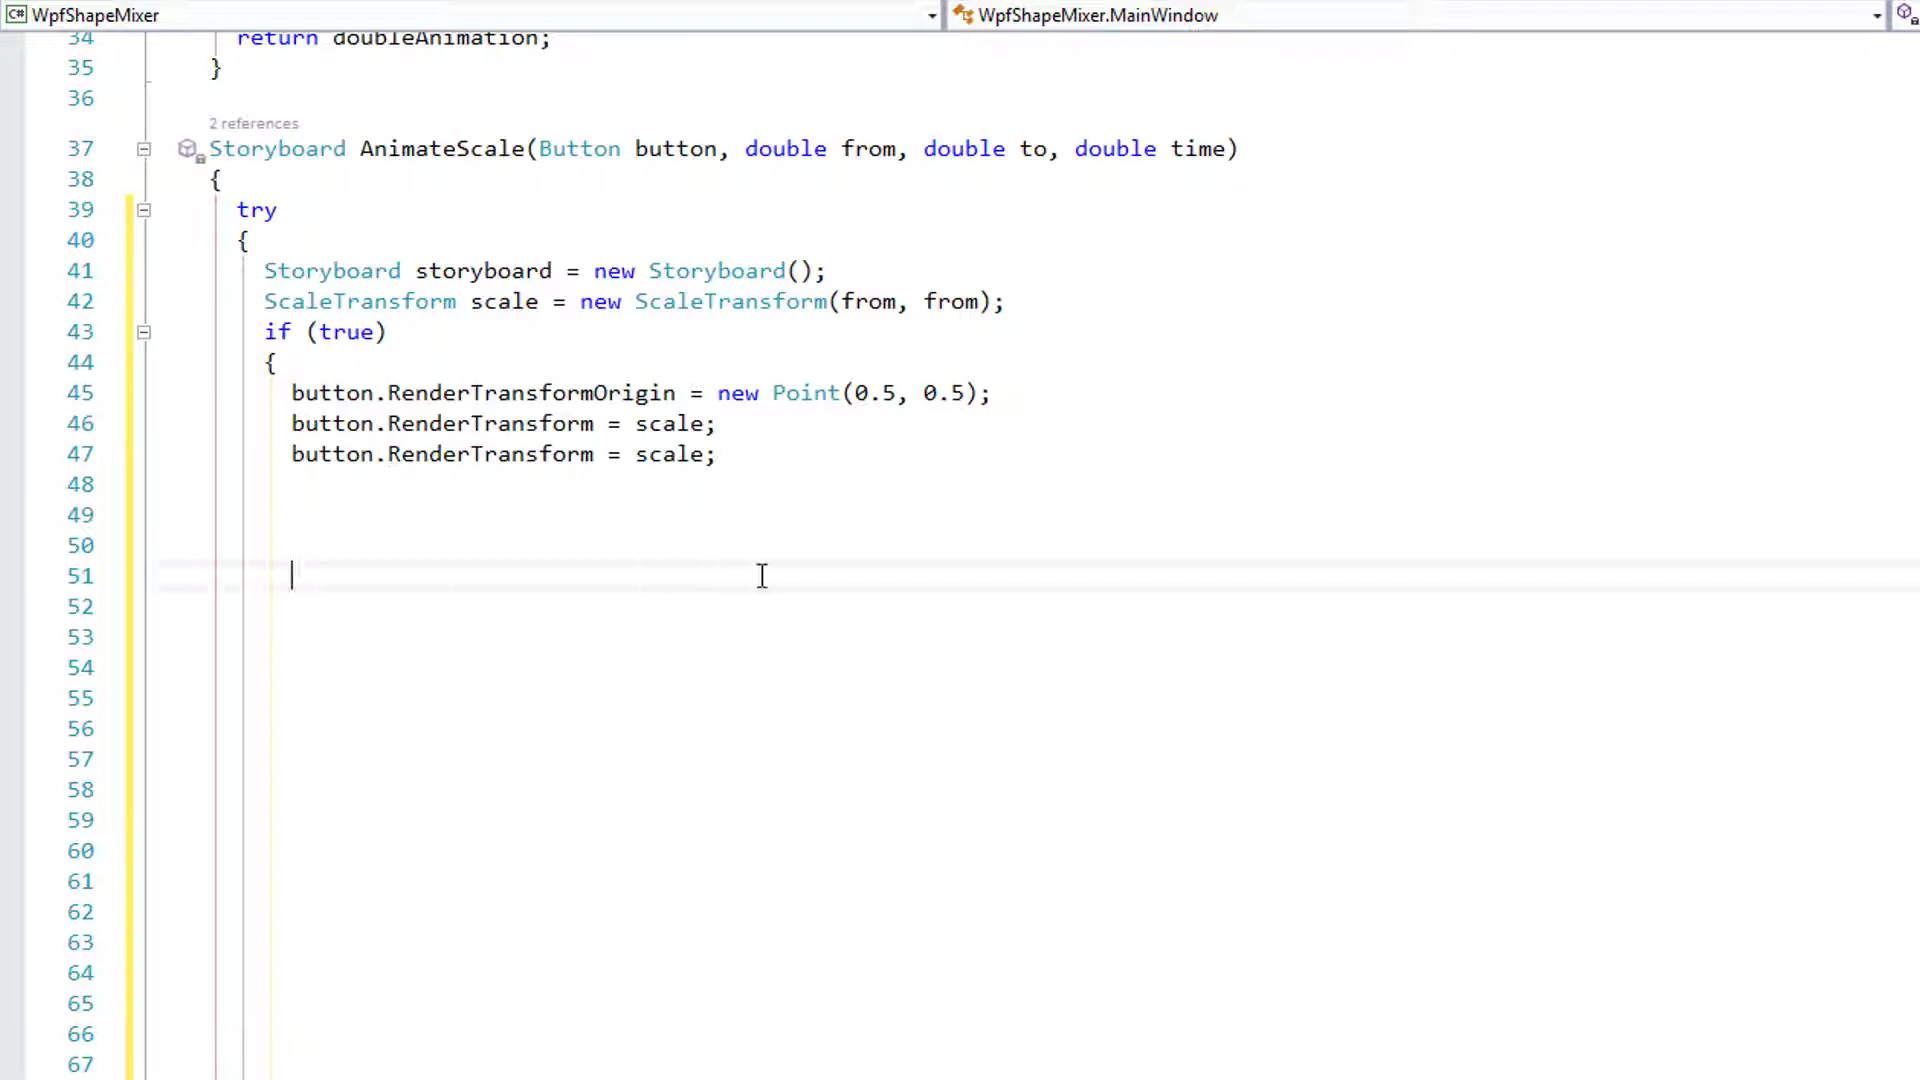 WpfShapeMixer WpfShapeMixer.MainWindow
34 return doubleAnimation;
35 }
36
2 references
37 Storyboard AnimateScale(Button button, double from, double to, double time)
38 {
39 try
40 {
41 Storyboard storyboard = new Storyboard();
42 ScaleTransform scale = new ScaleTransform(from, from);
43 if (true)
44 {
45 button.RenderTransformOrigin = new Point(0.5, 0.5);
46 button.RenderTransform = scale;
47 button.RenderTransform = scale;
48
49
50
51
52
53
54
55
56
57
58
59
60
61
62
63
64
65
66
67